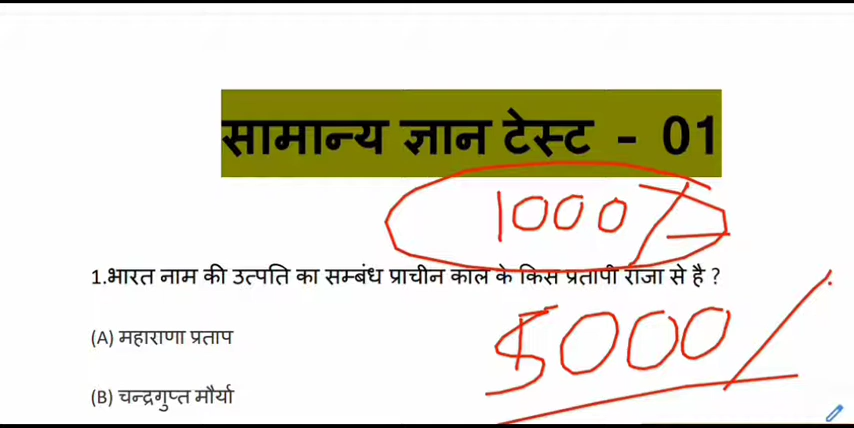 सामान्य ज्ञान टेस्ट - 01
1000/=
1.भारत नाम की उत्पति का सम्बंध प्राचीन काल के किस प्रतापी राजा से है ?
5000/
(A) महाराणा प्रताप
(B) चन्द्रगुप्त मौर्या